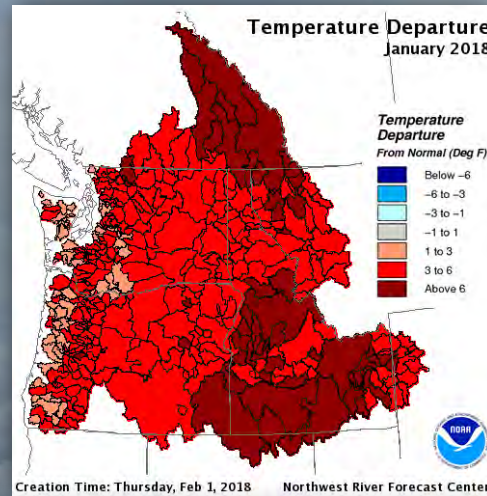 Temperature Departure
January 2018
Temperature
Departure
From Normal (Deg F)
Below -6
-6 to -3
-3 to -1
-1 to 1
1 to 3
3 to 6
Above 6
NOAA
Creation Time: Thursday, Feb 1, 2018 Northwest River Forecast Center